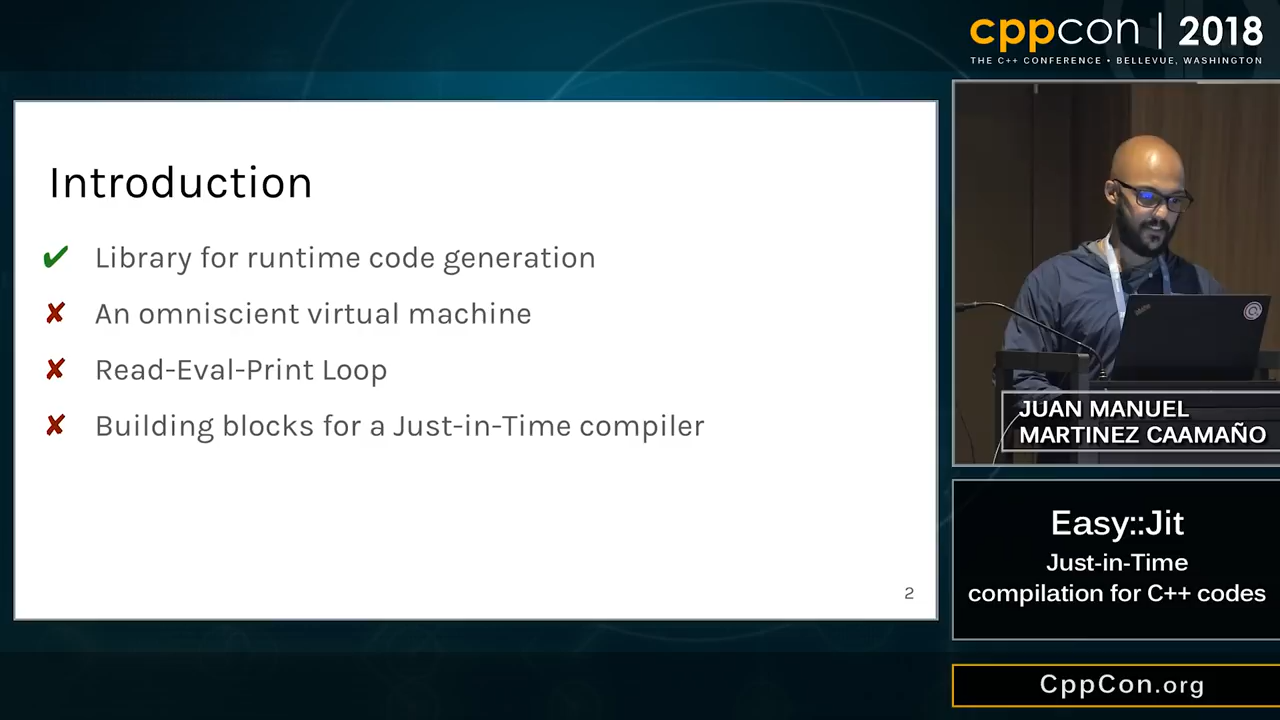 cppcon | 2018
THE C++ CONFERENCE • BELLEVUE, WASHINGTON
Introduction
✔ Library for runtime code generation
✘ An omniscient virtual machine
✘ Read-Eval-Print Loop
✘ Building blocks for a Just-in-Time compiler
2
JUAN MANUEL
MARTINEZ CAAMAÑO
Easy::Jit
Just-in-Time
compilation for C++ codes
CppCon.org